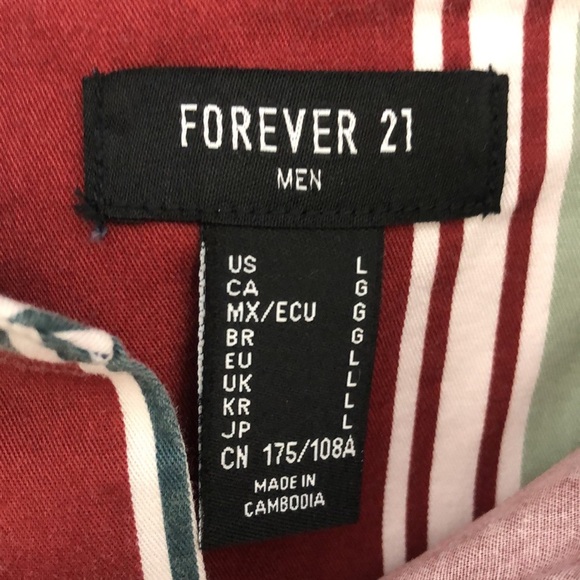 FOREVER 21
MEN
US L
CA G
MX/ECU G
BR G
EU L
UK L
KR L
JP L
CN 175/108A
MADE IN
CAMBODIA